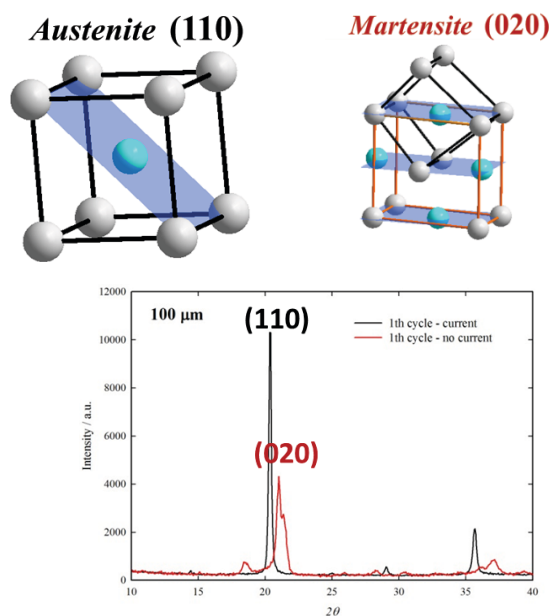 Austenite (110)
Martensite (020)
100 μm
(110)
1th cycle - current
1th cycle - no current
(020)
Intensity / a.u.
12000
10000
8000
6000
4000
2000
0
10
15
20
25
30
35
40
2θ